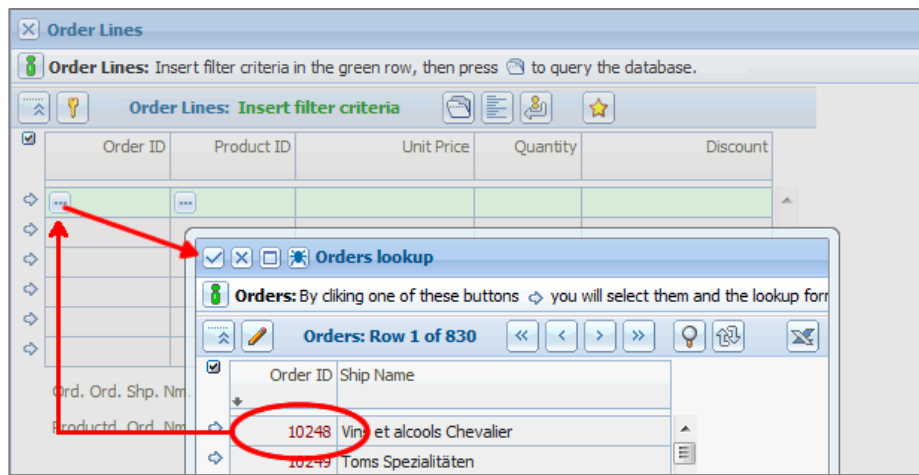 Order Lines
Order Lines: Insert filter criteria in the green row, then press to query the database.
Order Lines: Insert filter criteria
Order ID Product ID Unit Price Quantity Discount
Orders lookup
Orders: By cliking one of these buttons you will select them and the lookup for
Orders: Row 1 of 830
Order ID Ship Name
Ord. Ord. Shp. Nm.
10248 Vins et alcools Chevalier
Productd. Ord. Nm
10249 Toms Spezialitäten